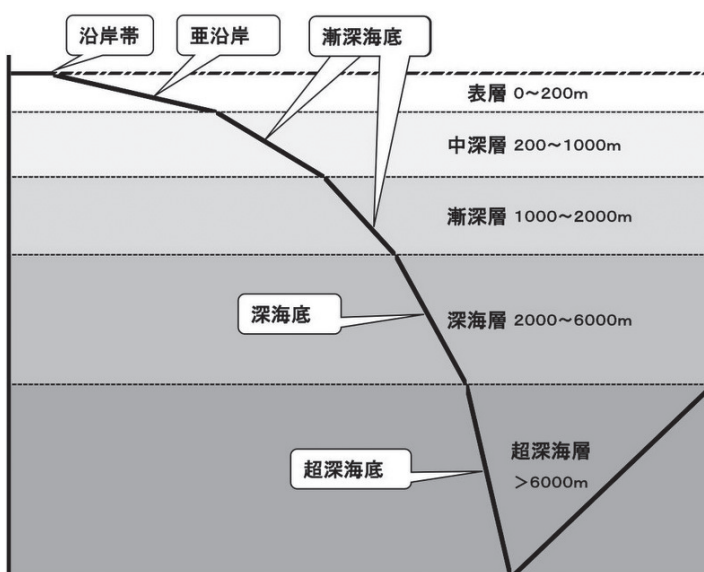 沿岸帯
亜沿岸
漸深海底
表層 0〜200m
中深層 200〜1000m
漸深層 1000〜2000m
深海底
深海層 2000〜6000m
超深海層
>6000m
超深海底